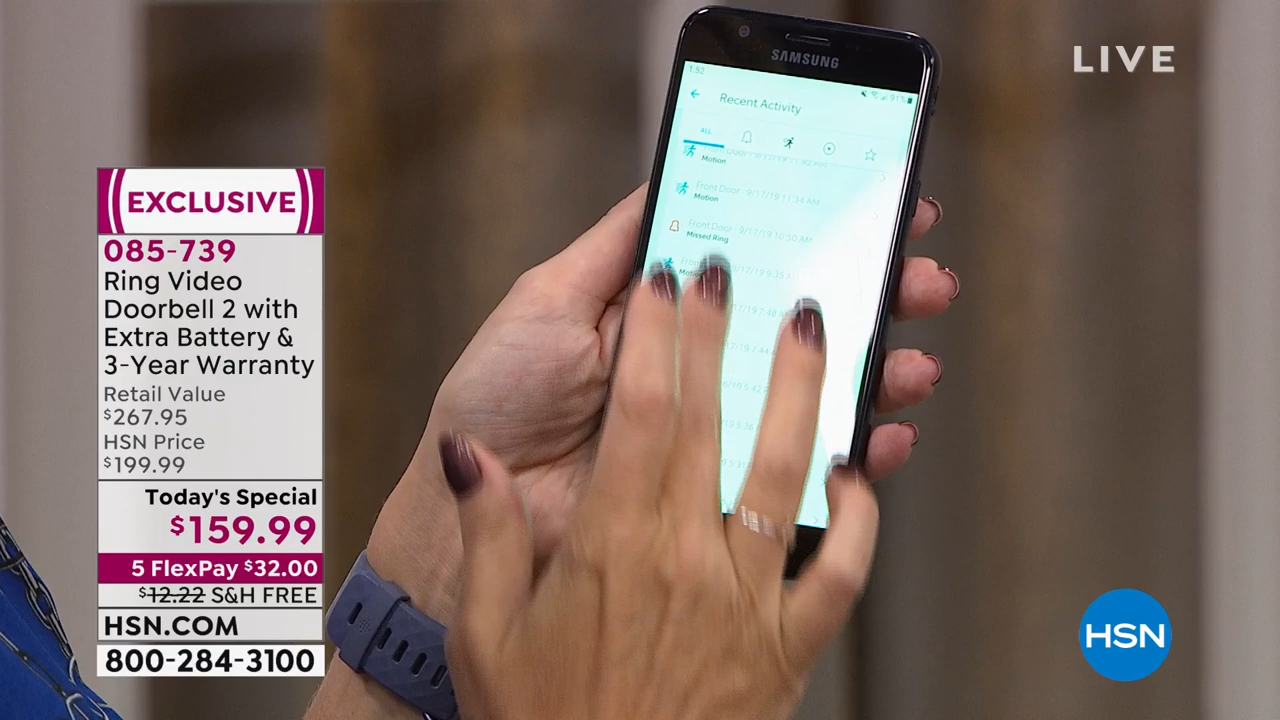 LIVE
EXCLUSIVE
085-739
Ring Video
Doorbell 2 with
Extra Battery &
3-Year Warranty
Retail Value
$267.95
HSN Price
$199.99
Today's Special
$159.99
5 FlexPay $32.00
$12.22 S&H FREE
HSN.COM
800-284-3100
SAMSUNG
1:52
91%
Recent Activity
ALL
Motion
Front Door - 9/17/19 11:34 AM
Motion
Front Door - 9/17/19 10:50 AM
Missed Ring
HSN